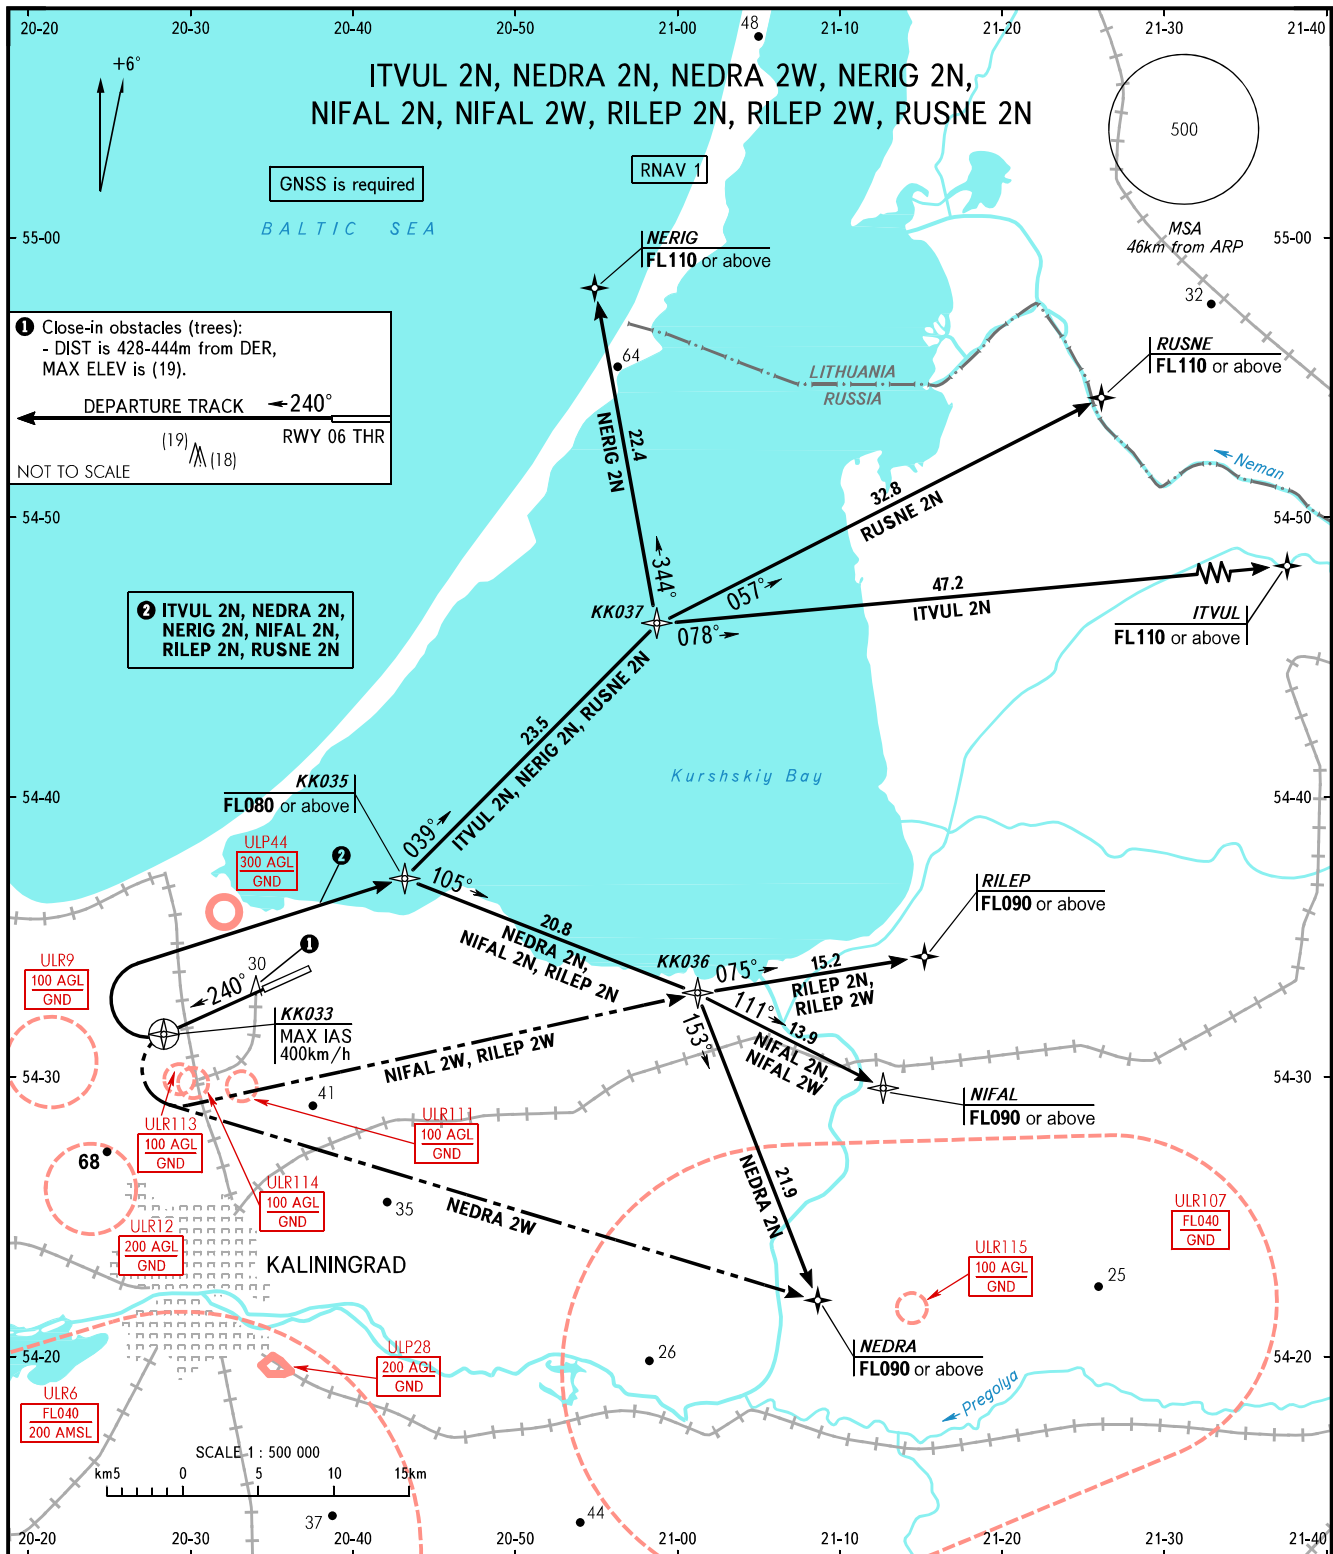 20-20
20-30
20-40
20-50
21-00
21-10
21-20
21-30
21-40
48
+6°
ITVUL 2N, NEDRA 2N, NEDRA 2W, NERIG 2N,
NIFAL 2N, NIFAL 2W, RILEP 2N, RILEP 2W, RUSNE 2N
500
GNSS is required
RNAV 1
BALTIC SEA
MSA
46km from ARP
55-00
55-00
NERIG
FL110 or above
32
1 Close-in obstacles (trees):
- DIST is 428-444m from DER,
MAX ELEV is (19).
DEPARTURE TRACK
240°
RWY 06 THR
(19)
(18)
NOT TO SCALE
64
LITHUANIA
RUSSIA
RUSNE
FL110 or above
22.4
NERIG 2N
32.8
RUSNE 2N
Neman
54-50
54-50
344°
057°
47.2
ITVUL 2N
KK037
078°
ITVUL
FL110 or above
2 ITVUL 2N, NEDRA 2N,
NERIG 2N, NIFAL 2N,
RILEP 2N, RUSNE 2N
23.5
ITVUL 2N, NERIG 2N, RUSNE 2N
Kurshskiy Bay
KK035
FL080 or above
54-40
54-40
039°
ULP44
300 AGL
GND
2
105°
RILEP
FL090 or above
20.8
NEDRA 2N,
NIFAL 2N, RILEP 2N
KK036
075°
15.2
RILEP 2N,
RILEP 2W
1
30
ULR9
100 AGL
GND
240°
KK033
MAX IAS
400km/h
111°
13.9
NIFAL 2N,
NIFAL 2W
153°
NIFAL 2W, RILEP 2W
54-30
54-30
41
NIFAL
FL090 or above
ULR113
100 AGL
GND
ULR111
100 AGL
GND
68
ULR114
100 AGL
GND
35
NEDRA 2W
21.9
NEDRA 2N
ULR107
FL040
GND
ULR12
200 AGL
GND
KALININGRAD
ULR115
100 AGL
GND
25
54-20
54-20
ULP28
200 AGL
GND
26
NEDRA
FL090 or above
ULR6
FL040
200 AMSL
Pregolya
SCALE 1 : 500 000
km5
0
5
10
15km
37
44
20-20
20-30
20-40
20-50
21-00
21-10
21-20
21-30
21-40